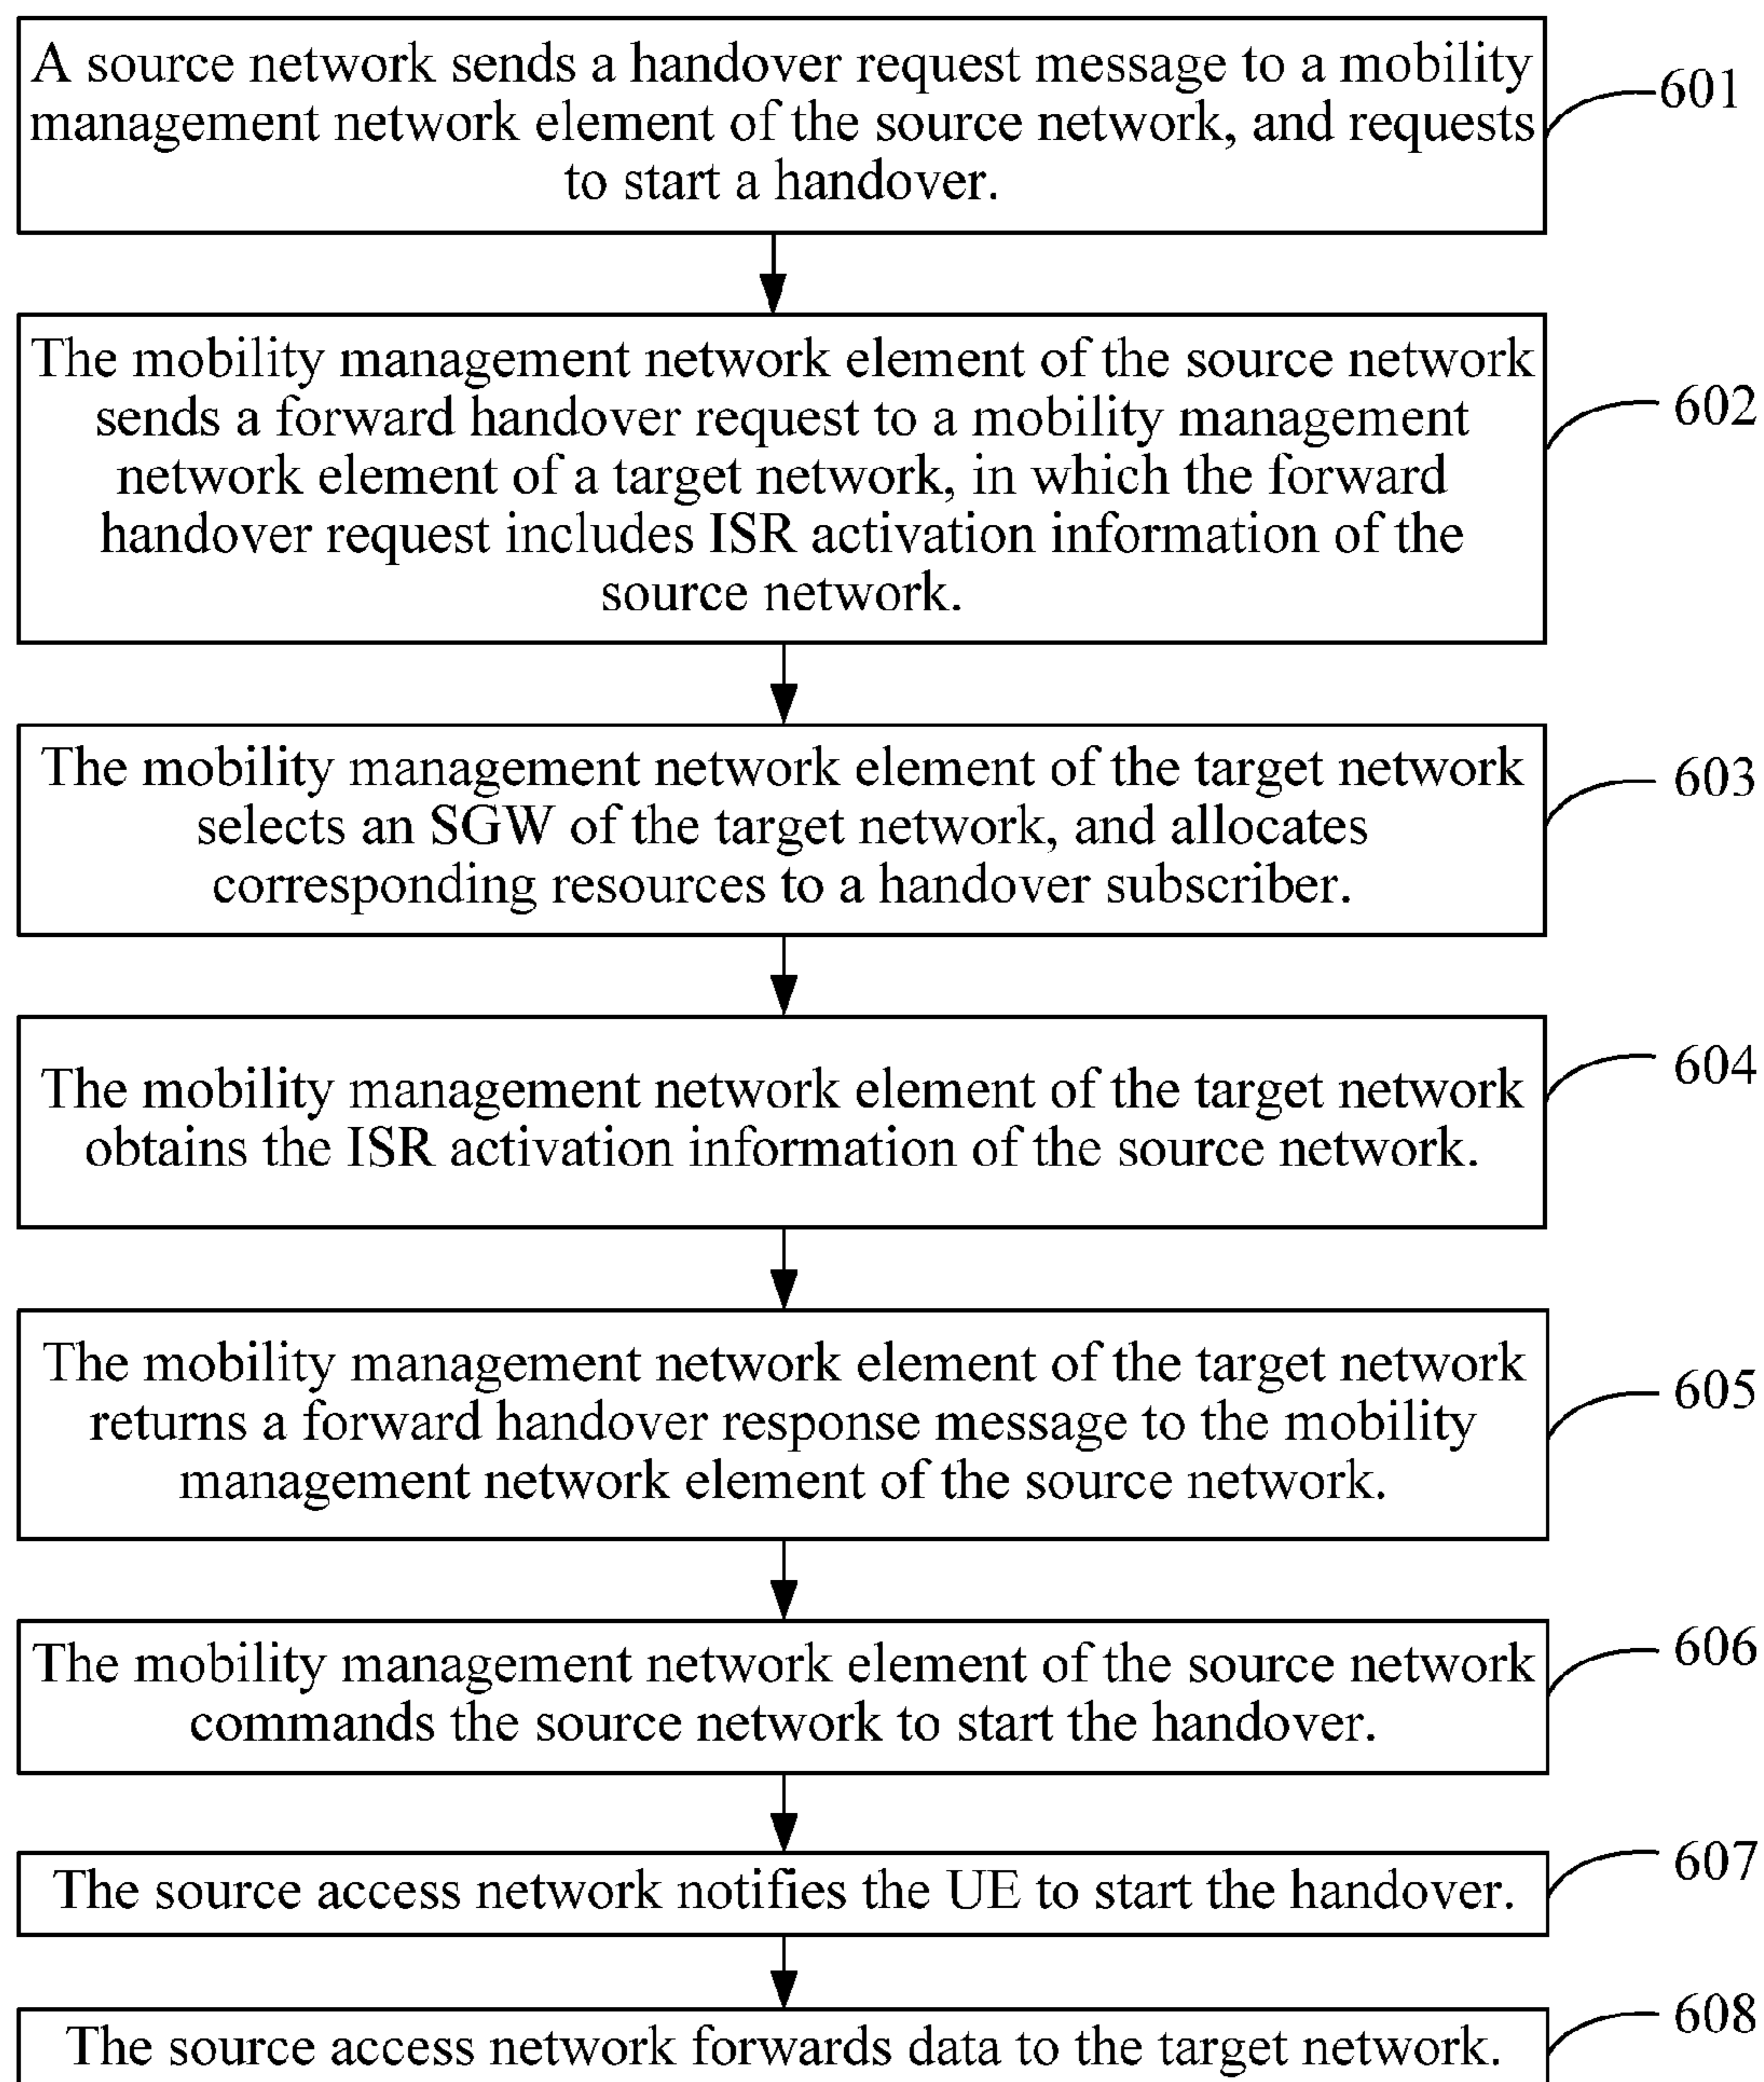 A source network sends a handover request message to a mobility
management network element of the source network, and requests
to start a handover.
601
The mobility management network element of the source network
sends a forward handover request to a mobility management
network element of a target network, in which the forward
handover request includes ISR activation information of the
source network.
602
The mobility management network element of the target network
selects an SGW of the target network, and allocates
corresponding resources to a handover subscriber.
603
The mobility management network element of the target network
obtains the ISR activation information of the source network.
604
The mobility management network element of the target network
returns a forward handover response message to the mobility
management network element of the source network.
605
The mobility management network element of the source network
commands the source network to start the handover.
606
The source access network notifies the UE to start the handover.
607
The source access network forwards data to the target network.
608